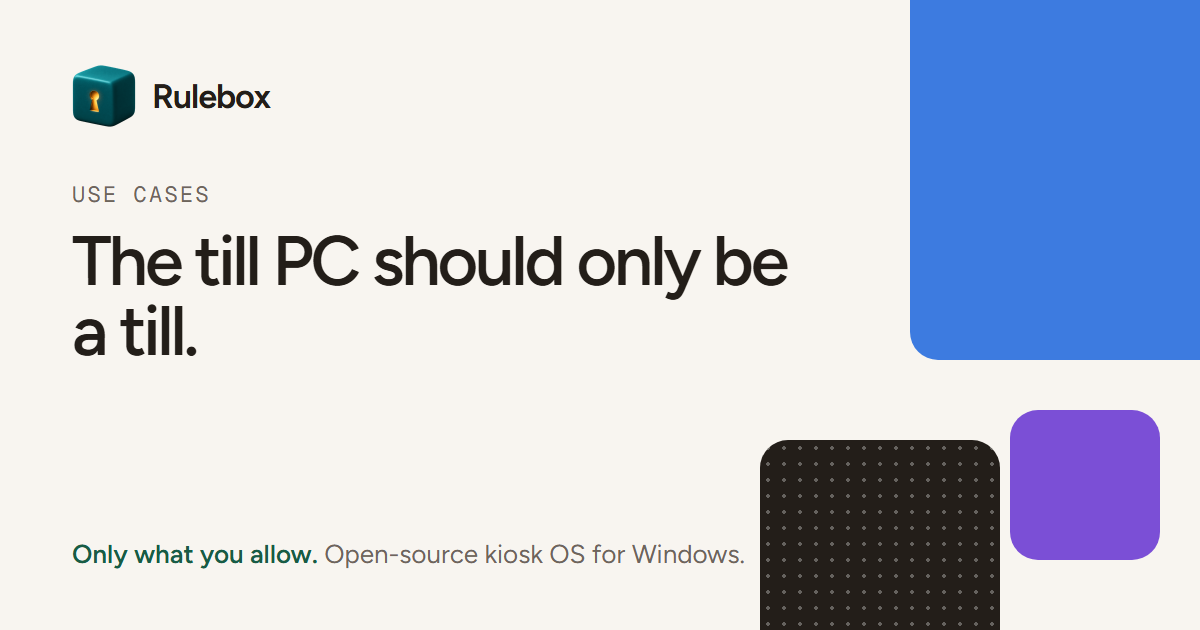 Rulebox
USE CASES
The till PC should only be
a till.
Only what you allow. Open-source kiosk OS for Windows.